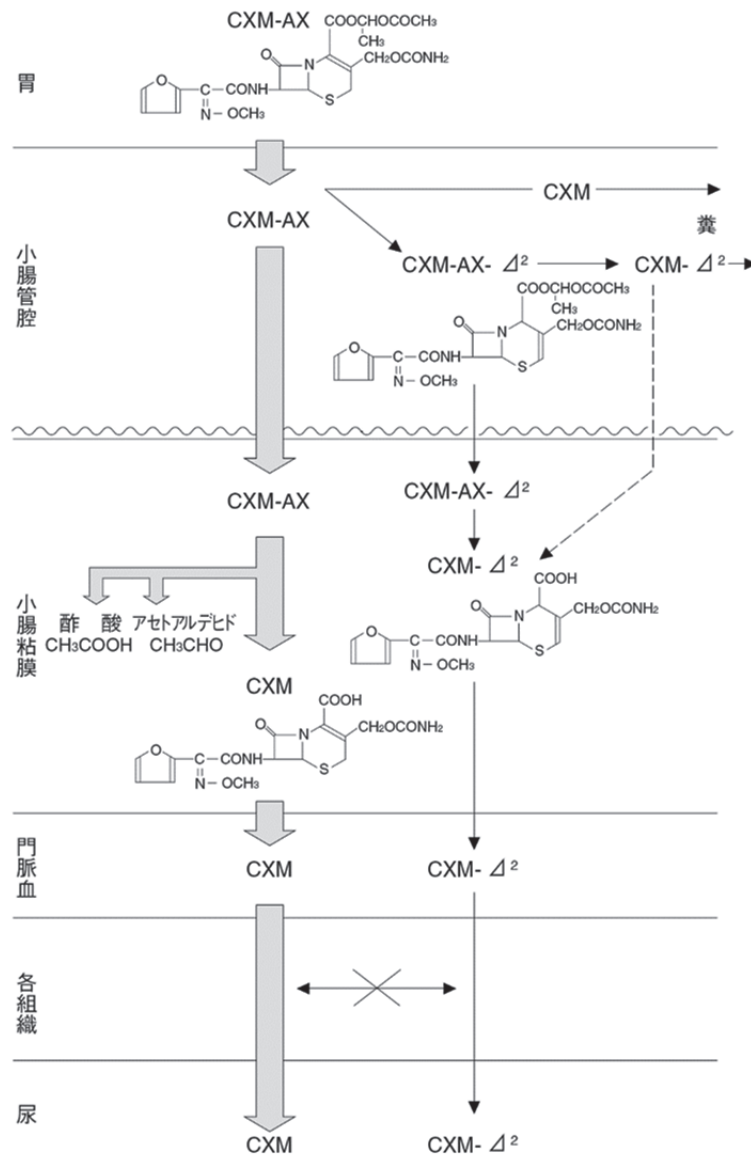 胃
CXM-AX
COOCHOCOCH₃
CH₃
CH₂OCOCNH₂
O
N
S
O
C
CONH
N
OCH₃
小腸管腔
CXM-AX
CXM
糞
CXM-AX- ⊿²
CXM- ⊿²
COOCHOCOCH₃
CH₃
CH₂OCONH₂
O
N
S
O
C
CONH
N
OCH₃
小腸粘膜
CXM-AX
CXM-AX- ⊿²
CXM- ⊿²
酢 酸 アセトアルデヒド
CH₃COOH CH₃CHO
COOH
CH₂OCONH₂
O
N
S
O
C
CONH
N
OCH₃
CXM
COOH
CH₂OCONH₂
O
N
S
O
C
CONH
N
OCH₃
門脈血
CXM CXM- ⊿²
各組織
尿
CXM CXM- ⊿²